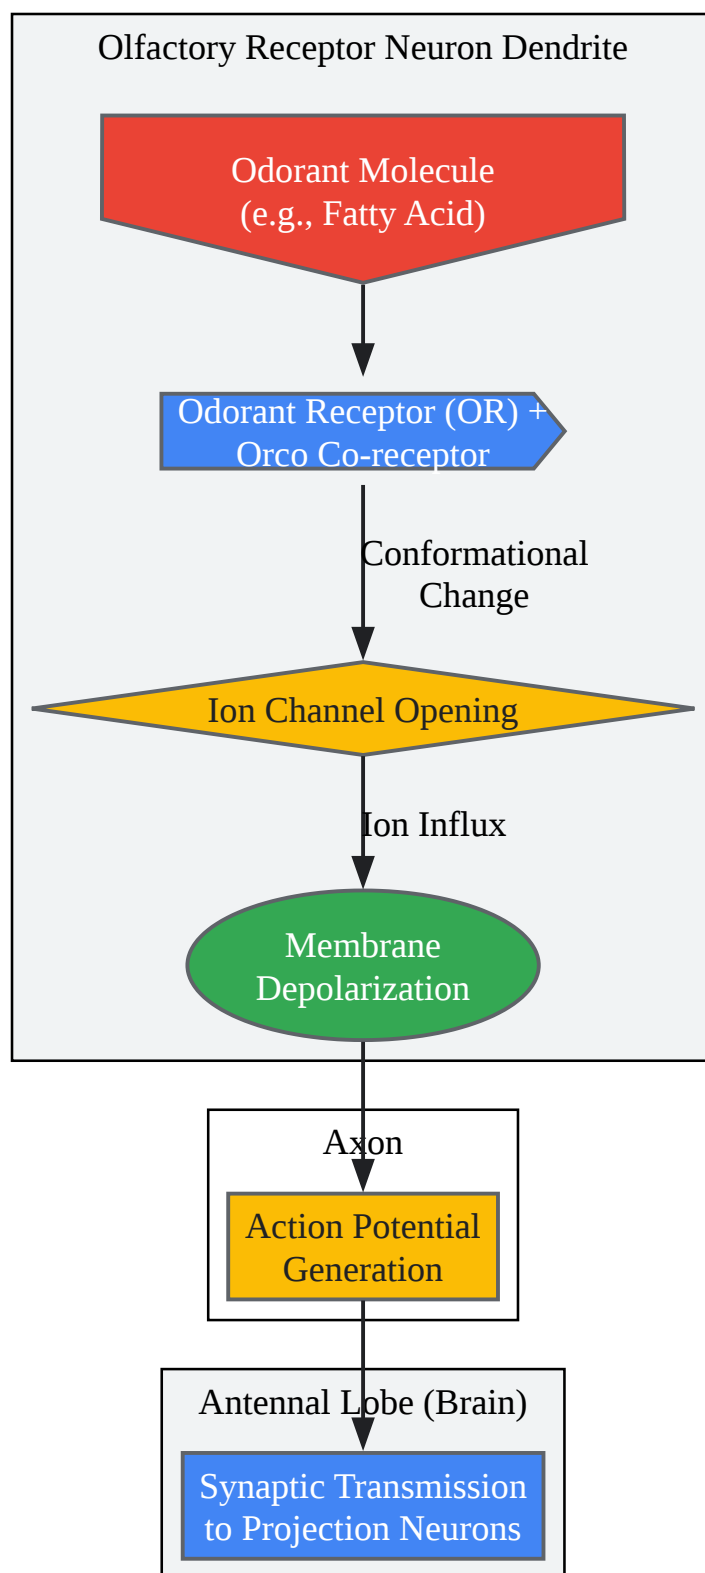 Olfactory Receptor Neuron Dendrite
Odorant Molecule
(e.g., Fatty Acid)
Odorant Receptor (OR) +
Orco Co-receptor
Conformational
Change
Ion Channel Opening
Ion Influx
Membrane
Depolarization
Axon
Action Potential
Generation
Antennal Lobe (Brain)
Synaptic Transmission
to Projection Neurons